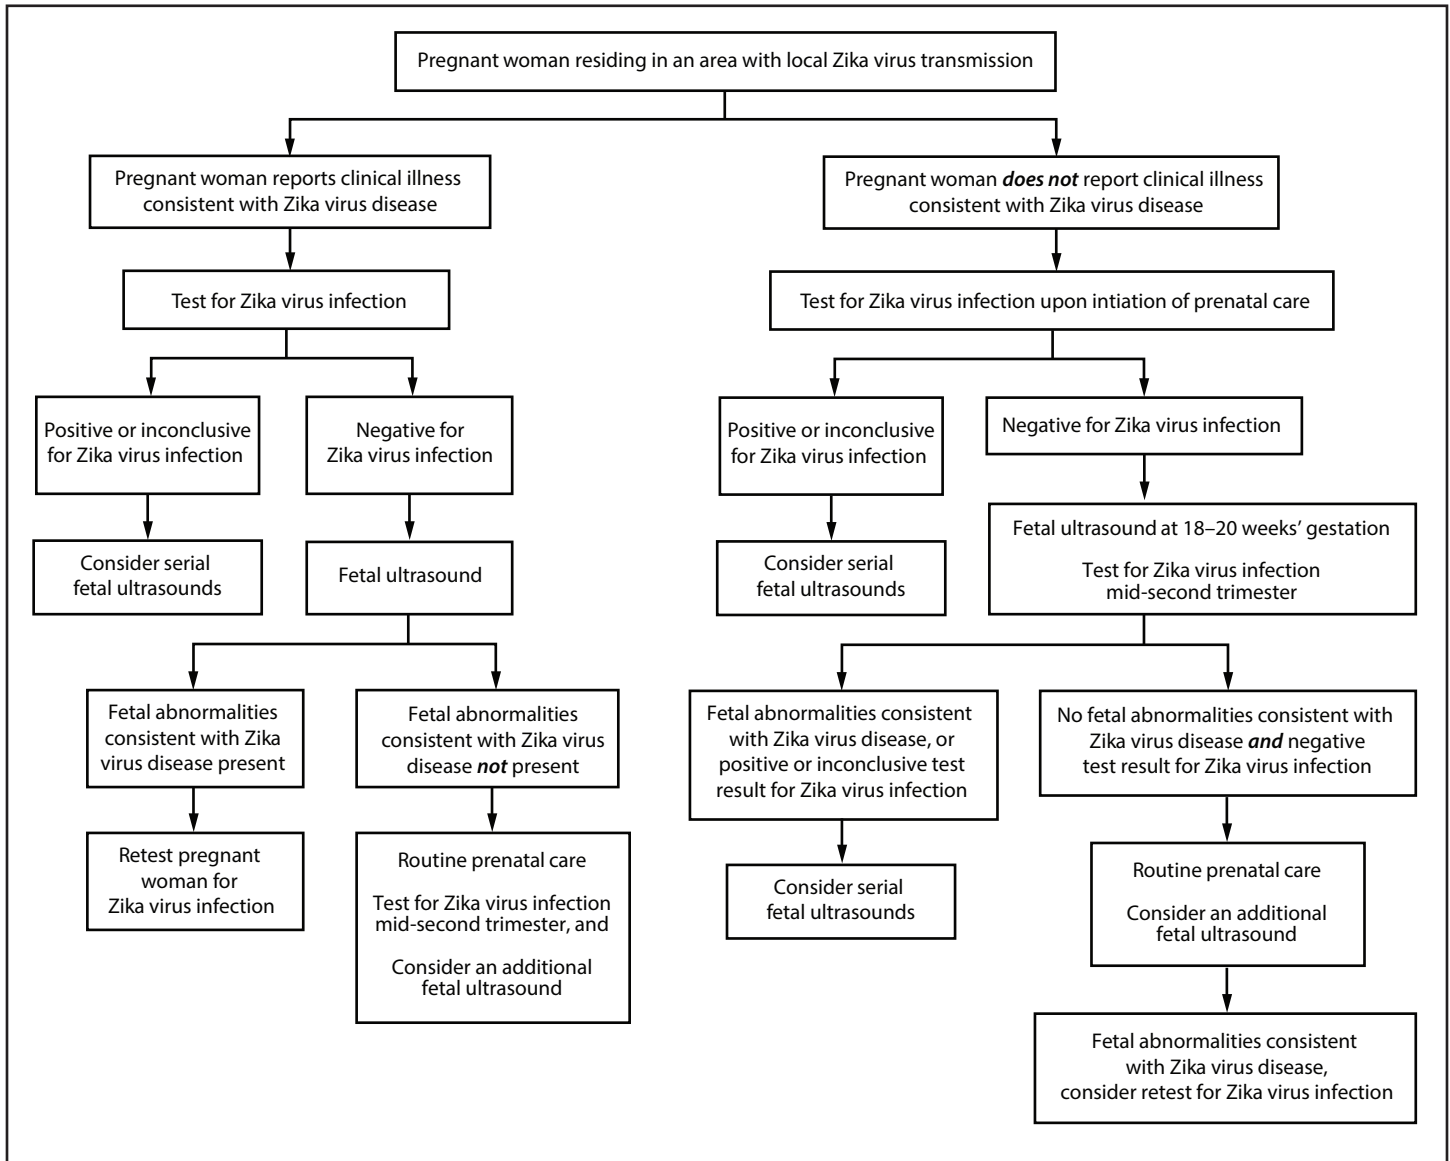 Pregnant woman residing in an area with local Zika virus transmission
Pregnant woman reports clinical illness
consistent with Zika virus disease
Pregnant woman does not report clinical illness
consistent with Zika virus disease
Test for Zika virus infection
Test for Zika virus infection upon intiation of prenatal care
Positive or inconclusive
for Zika virus infection
Negative for
Zika virus infection
Positive or inconclusive
for Zika virus infection
Negative for Zika virus infection
Consider serial
fetal ultrasounds
Fetal ultrasound
Consider serial
fetal ultrasounds
Fetal ultrasound at 18–20 weeks’ gestation
Test for Zika virus infection
mid-second trimester
Fetal abnormalities
consistent with Zika
virus disease present
Fetal abnormalities
consistent with Zika virus
disease not present
Fetal abnormalities consistent
with Zika virus disease, or
positive or inconclusive test
result for Zika virus infection
No fetal abnormalities consistent with
Zika virus disease and negative
test result for Zika virus infection
Retest pregnant
woman for
Zika virus infection
Routine prenatal care
Test for Zika virus infection
mid-second trimester, and
Consider an additional
fetal ultrasound
Consider serial
fetal ultrasounds
Routine prenatal care
Consider an additional
fetal ultrasound
Fetal abnormalities consistent
with Zika virus disease,
consider retest for Zika virus infection